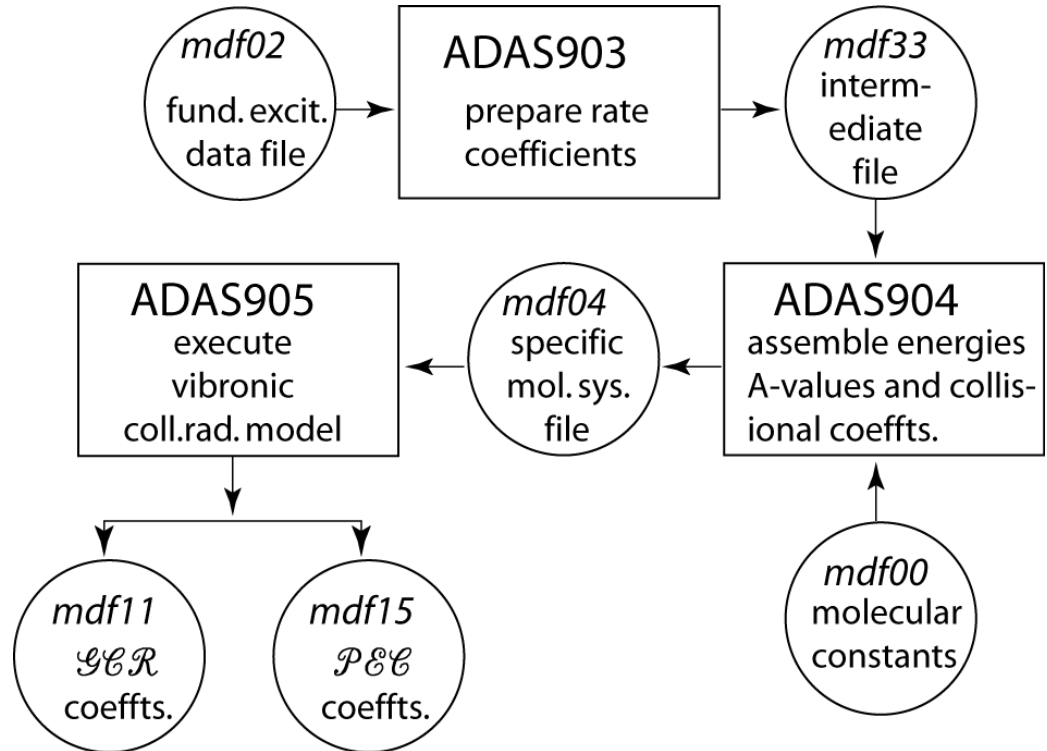 mdf02
fund. excit.
data file
ADAS903
prepare rate
coefficients
mdf33
interm-
ediate
file
ADAS904
assemble energies
A-values and collis-
ional coeffts.
mdf00
molecular
constants
mdf04
specific
mol. sys.
file
ADAS905
execute
vibronic
coll.rad. model
mdf11
𝒢𝒞ℛ
coeffts.
mdf15
𝒫ℰ𝒞
coeffts.